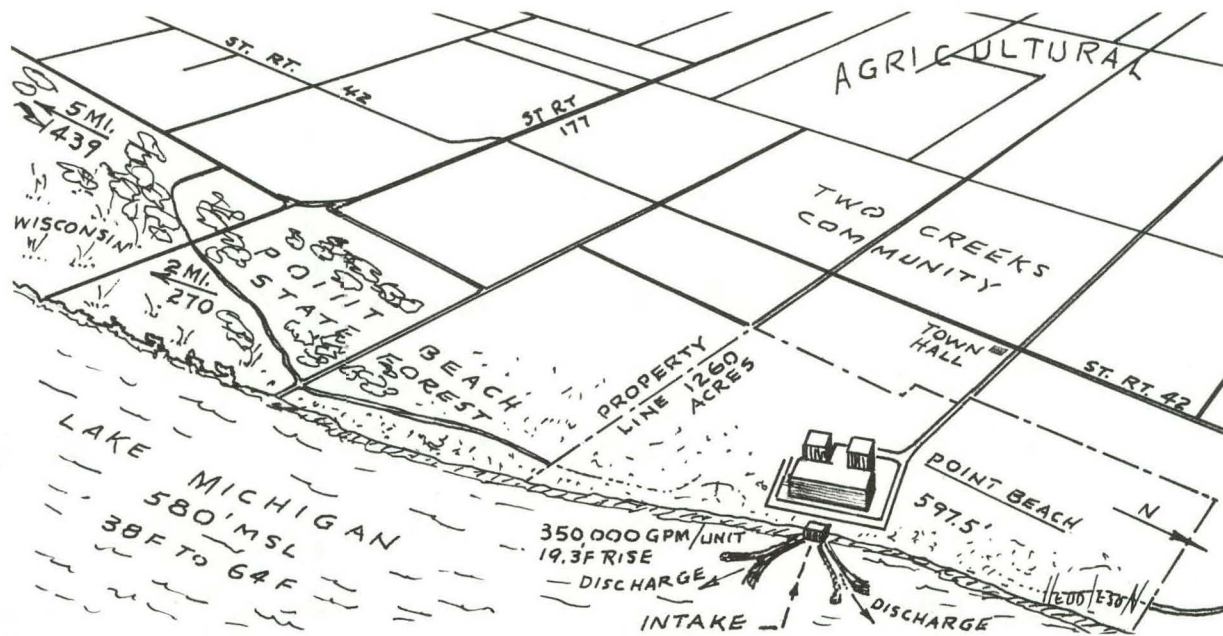 AGRICULTURAL
ST. RT.
42
ST RT
177
5 MI.
1439
WISCONSIN
2 MI.
270
POINT
STATE
FOREST
BEACH
TWO
CREEKS
COMMUNITY
TOWN
HALL
ST. RT. 42
PROPERTY
LINE 1260
ACRES
POINT BEACH
597.5'
N
LAKE MICHIGAN
580' MSL
38F TO 64F
350,000 GPM/UNIT
19.3F RISE
DISCHARGE
INTAKE
DISCHARGE